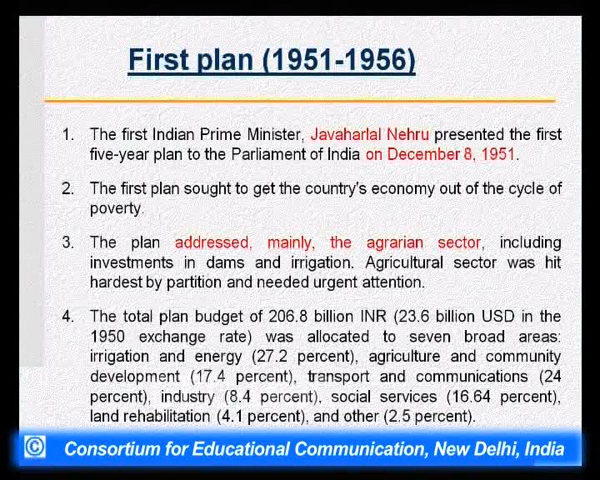 First plan (1951-1956)
1. The first Indian Prime Minister, Javaharlal Nehru presented the first
five-year plan to the Parliament of India on December 8, 1951.
2. The first plan sought to get the country's economy out of the cycle of
poverty.
3. The plan addressed, mainly, the agrarian sector, including
investments in dams and irrigation. Agricultural sector was hit
hardest by partition and needed urgent attention.
4. The total plan budget of 206.8 billion INR (23.6 billion USD in the
1950 exchange rate) was allocated to seven broad areas:
irrigation and energy (27.2 percent), agriculture and community
development (17.4 percent), transport and communications (24
percent), industry (8.4 percent). social services (16.64 percent),
land rehabilitation (4.1 percent), and other (2.5 percent).
© Consortium for Educational Communication, New Delhi, India